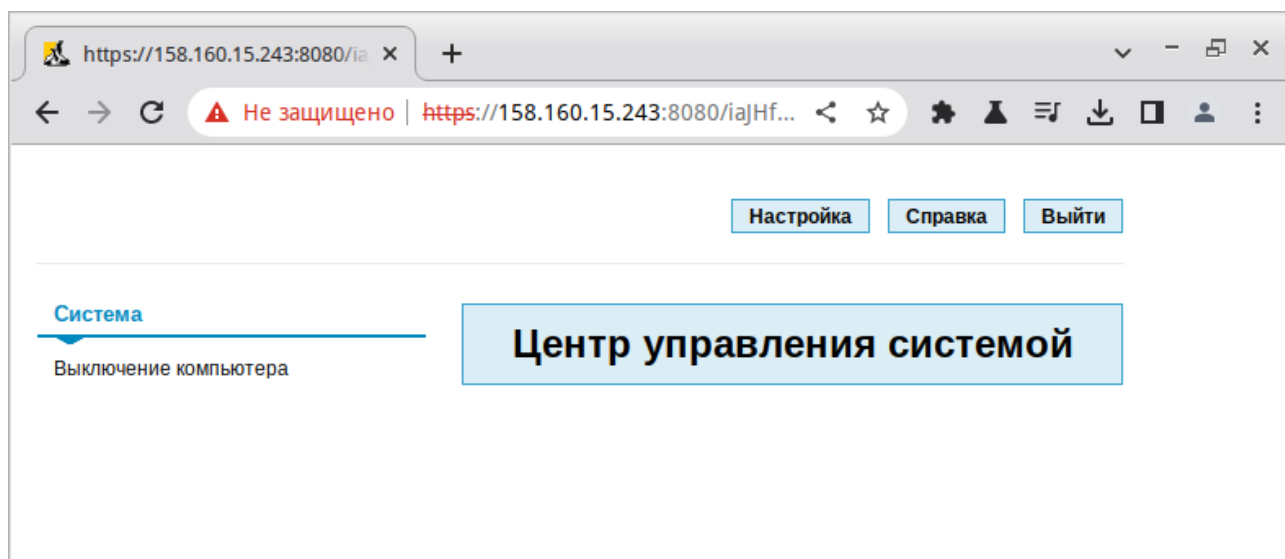 https://158.160.15.243:8080/ia
Не защищено https://158.160.15.243:8080/iaJHf...
Настройка Справка Выйти
Система
Центр управления системой
Выключение компьютера